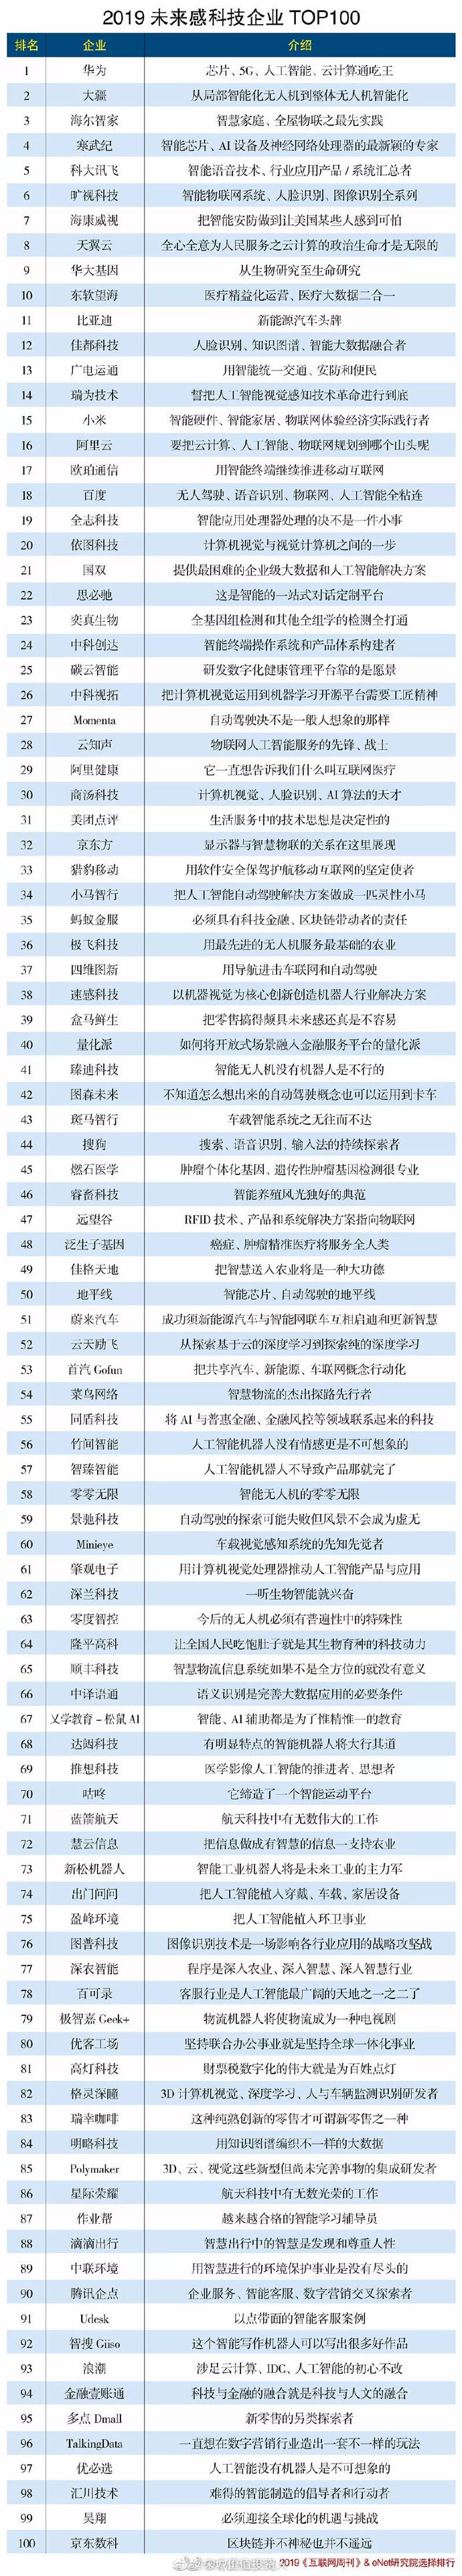 2019 未来感科技企业 TOP100
排名 企业 介绍
1 华为 芯片、5G、人工智能、云计算通吃王
2 大疆 从局部智能化无人机到整体无人机智能化
3 海尔智家 智慧家庭、全屋物联之最先实践
4 寒武纪 智能芯片、AI 设备及神经网络处理器的最新颖的专家
5 科大讯飞 智能语音技术、行业应用产品 / 系统汇总者
6 旷视科技 智能物联网系统、人脸识别、图像识别全系列
7 海康威视 把智能安防做到让美国某些人感到可怕
8 天翼云 全心全意为人民服务之云计算的政治生命才是无限的
9 华大基因 从生物研究至生命研究
10 东软望海 医疗精益化运营、医疗大数据二合一
11 比亚迪 新能源汽车头牌
12 佳都科技 人脸识别、知识图谱、智能大数据融合者
13 广电运通 用智能统一交通、安防和便民
14 瑞为技术 誓把人工智能视觉感知技术革命进行到底
15 小米 智能硬件、智能家居、物联网体验经济实际践行者
16 阿里云 要把云计算、人工智能、物联网规划到哪个山头呢
17 欧珀通信 用智能终端继续推进移动互联网
18 百度 无人驾驶、语音识别、物联网、人工智能全粘连
19 全志科技 智能应用处理器处理的决不是一件小事
20 依图科技 计算机视觉与视觉计算机之间的一步
21 国双 提供最困难的企业级大数据和人工智能解决方案
22 思必驰 这是智能的一站式对话定制平台
23 奕真生物 全基因组检测和其他全组学的检测全打通
24 中科创达 智能终端操作系统和产品体系构建者
25 碳云智能 研发数字化健康管理平台靠的是愿景
26 中科视拓 把计算机视觉运用到机器学习开源平台需要工匠精神
27 Momenta 自动驾驶决不是一般人想象的那样
28 云知声 物联网人工智能服务的先锋、战士
29 阿里健康 它一直想告诉我们什么叫互联网医疗
30 商汤科技 计算机视觉、人脸识别、AI 算法的天才
31 美团点评 生活服务中的技术思想是决定性的
32 京东方 显示器与智慧物联的关系在这里展现
33 猎豹移动 用软件安全保驾护航移动互联网的坚定使者
34 小马智行 把人工智能自动驾驶解决方案做成一匹灵性小马
35 蚂蚁金服 必须具有科技金融、区块链带动者的责任
36 极飞科技 用最先进的无人机服务最基础的农业
37 四维图新 用导航进击车联网和自动驾驶
38 速感科技 以机器视觉为核心创新创造机器人行业解决方案
39 盒马鲜生 把零售搞得颇具未来感还真是不容易
40 量化派 如何将开放式场景融入金融服务平台的量化派
41 臻迪科技 智能无人机没有机器人是不行的
42 图森未来 不知道怎么想出来的自动驾驶概念也可以运用到卡车
43 斑马智行 车载智能系统之无往而不达
44 搜狗 搜索、语音识别、输入法的持续探索者
45 燃石医学 肿瘤个体化基因、遗传性肿瘤基因检测很专业
46 睿畜科技 智能养殖风光独好的典范
47 远望谷 RFID 技术、产品和系统解决方案指向物联网
48 泛生子基因 癌症、肿瘤精准医疗将服务全人类
49 佳格天地 把智慧送入农业将是一种大功德
50 地平线 智能芯片、自动驾驶的地平线
51 蔚来汽车 成功须新能源汽车与智能网联车互相启迪和更新智慧
52 云天励飞 从探索基于云的深度学习到探索纯的深度学习
53 首汽 Gofun 把共享汽车、新能源、车联网概念行动化
54 菜鸟网络 智慧物流的杰出探路先行者
55 同盾科技 将 AI 与普惠金融、金融风控等领域联系起来的科技
56 竹间智能 人工智能机器人没有情感更是不可想象的
57 智臻智能 人工智能机器人不导致产品那就完了
58 零零无限 智能无人机的零零无限
59 景驰科技 自动驾驶的探索可能失败但风景不会成为虚无
60 Minieye 车载视觉感知系统的先知先觉者
61 肇观电子 用计算机视觉处理器推动人工智能产品与应用
62 深兰科技 一听生物智能就兴奋
63 零度智控 今后的无人机必须有普遍性中的特殊性
64 隆平高科 让全国人民吃饱肚子就是其生物育种的科技动力
65 顺丰科技 智慧物流信息系统如果不是全方位的就没有意义
66 中译语通 语义识别是完善大数据应用的必要条件
67 乂学教育 – 松鼠 AI 智能、AI 辅助都是为了惟精惟一的教育
68 达闼科技 有明显特点的智能机器人将大行其道
69 推想科技 医学影像人工智能的推进者、思想者
70 咕咚 它缔造了一个智能运动平台
71 蓝箭航天 航天科技中有无数伟大的工作
72 慧云信息 把信息做成有智慧的信息一支持农业
73 新松机器人 智能工业机器人将是未来工业的主力军
74 出门问问 把人工智能植入穿戴、车载、家居设备
75 盈峰环境 把人工智能植入环卫事业
76 图普科技 图像识别技术是一场影响各行业应用的战略攻坚战
77 深农智能 程序是深入农业、深入智慧、深入智慧行业
78 百可录 客服行业是人工智能最广阔的天地之一之二了
79 极智嘉 Geek+ 物流机器人将使物流成为一种电视剧
80 优客工场 坚持联合办公事业就是坚持全球一体化事业
81 高灯科技 财票税数字化的伟大就是为百姓点灯
82 格灵深瞳 3D 计算机视觉、深度学习、人与车辆监测识别研发者
83 瑞幸咖啡 这种纯熟创新的零售才可谓新零售之一种
84 明略科技 用知识图谱编织不一样的大数据
85 Polymaker 3D、云、视觉这些新型但尚未完善事物的集成研发者
86 星际荣耀 航天科技中有无数光荣的工作
87 作业帮 越来越合格的智能学习辅导员
88 滴滴出行 智慧出行中的智慧是发现和尊重人性
89 中联环境 用智慧进行的环境保护事业是没有尽头的
90 腾讯企点 企业服务、智能客服、数字营销交叉探索者
91 Udesk 以点带面的智能客服案例
92 智搜 Giiso 这个智能写作机器人可以写出很多好作品
93 浪潮 涉足云计算、IDC、人工智能的初心不改
94 金融壹账通 科技与金融的融合就是科技与人文的融合
95 多点 Dmall 新零售的另类探索者
96 TalkingData 一直想在数字营销行业造出一套不一样的玩法
97 优必选 人工智能没有机器人是不可想象的
98 汇川技术 难得的智能制造的倡导者和行动者
99 昊翔 必须迎接全球化的机遇与挑战
100 京东数科 区块链并不神秘也并不遥远
2019《互联网周刊》& eNet研究院选择排行